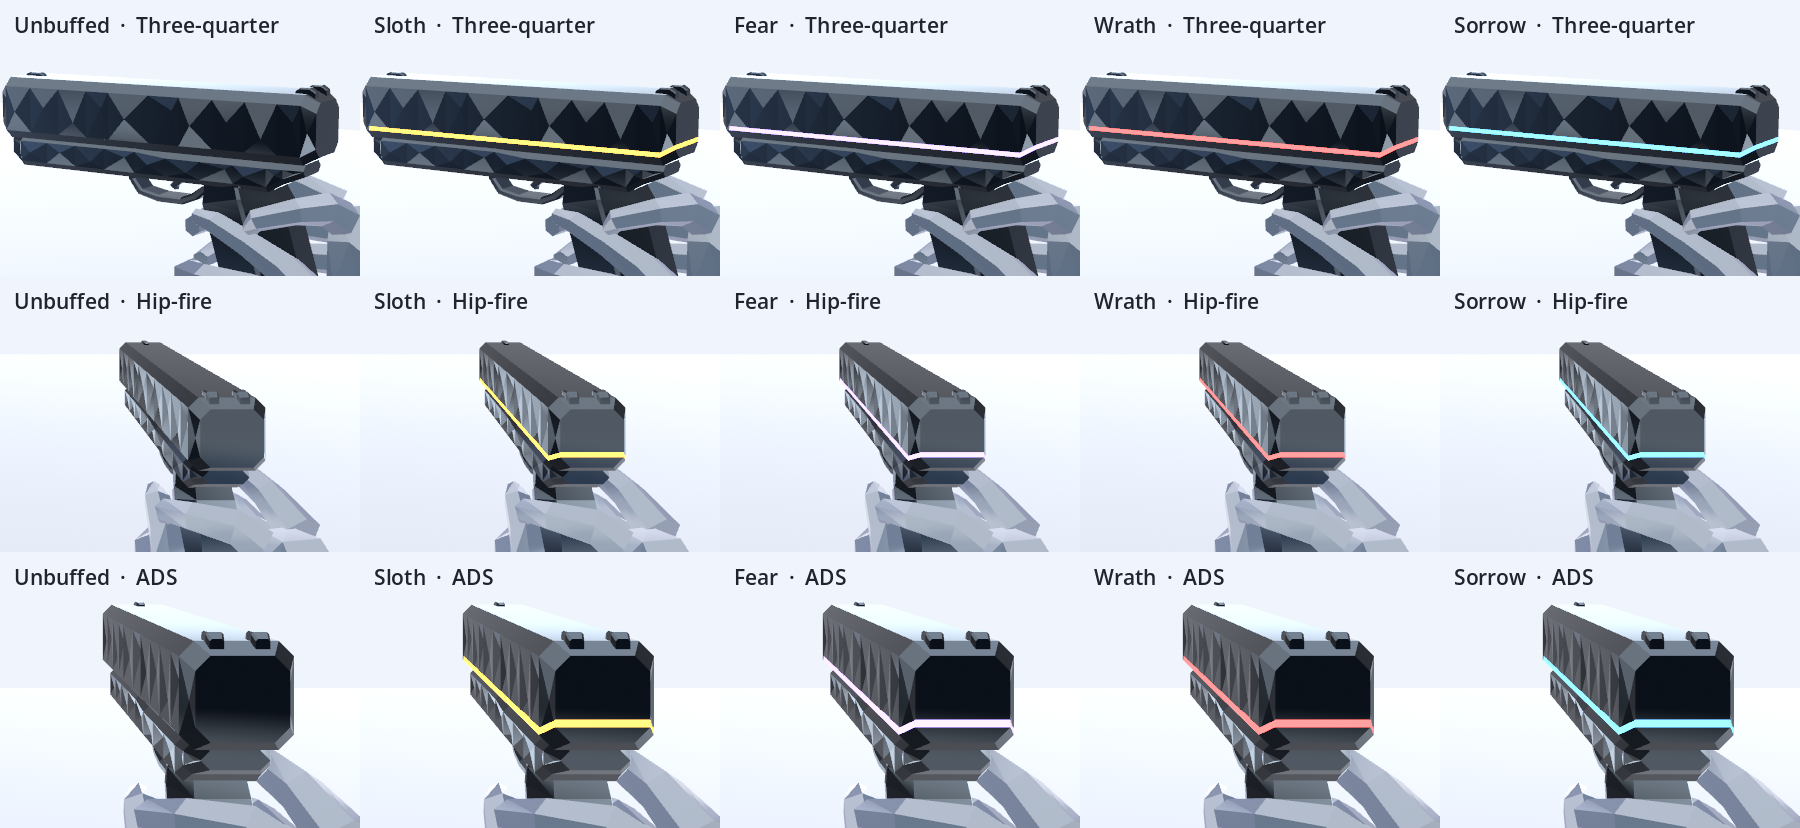 Unbuffed · Three-quarter
Sloth · Three-quarter
Fear · Three-quarter
Wrath · Three-quarter
Sorrow · Three-quarter
Unbuffed · Hip-fire
Sloth · Hip-fire
Fear · Hip-fire
Wrath · Hip-fire
Sorrow · Hip-fire
Unbuffed · ADS
Sloth · ADS
Fear · ADS
Wrath · ADS
Sorrow · ADS